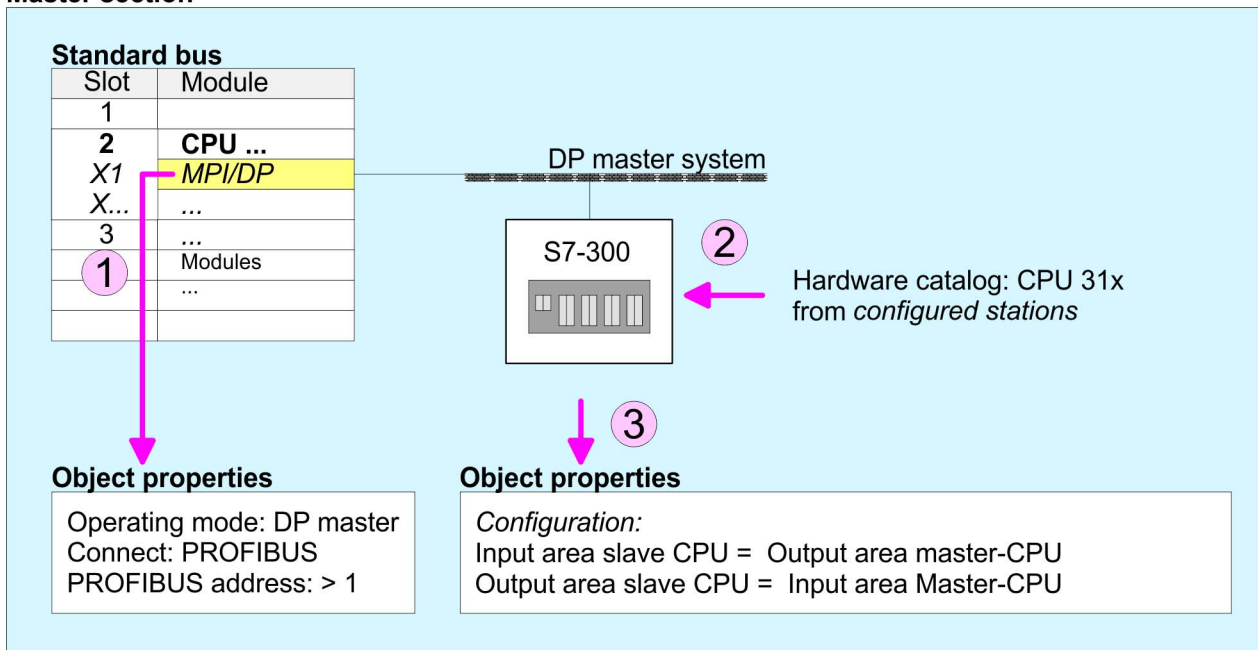 Master section
Standard bus
Slot Module
1
2 CPU ...
X1 MPI/DP
X... ...
3 ...
1 Modules
...
DP master system
S7-300
2
Hardware catalog: CPU 31x
from configured stations
3
Object properties
Operating mode: DP master
Connect: PROFIBUS
PROFIBUS address: > 1
Object properties
Configuration:
Input area slave CPU = Output area master-CPU
Output area slave CPU = Input area Master-CPU